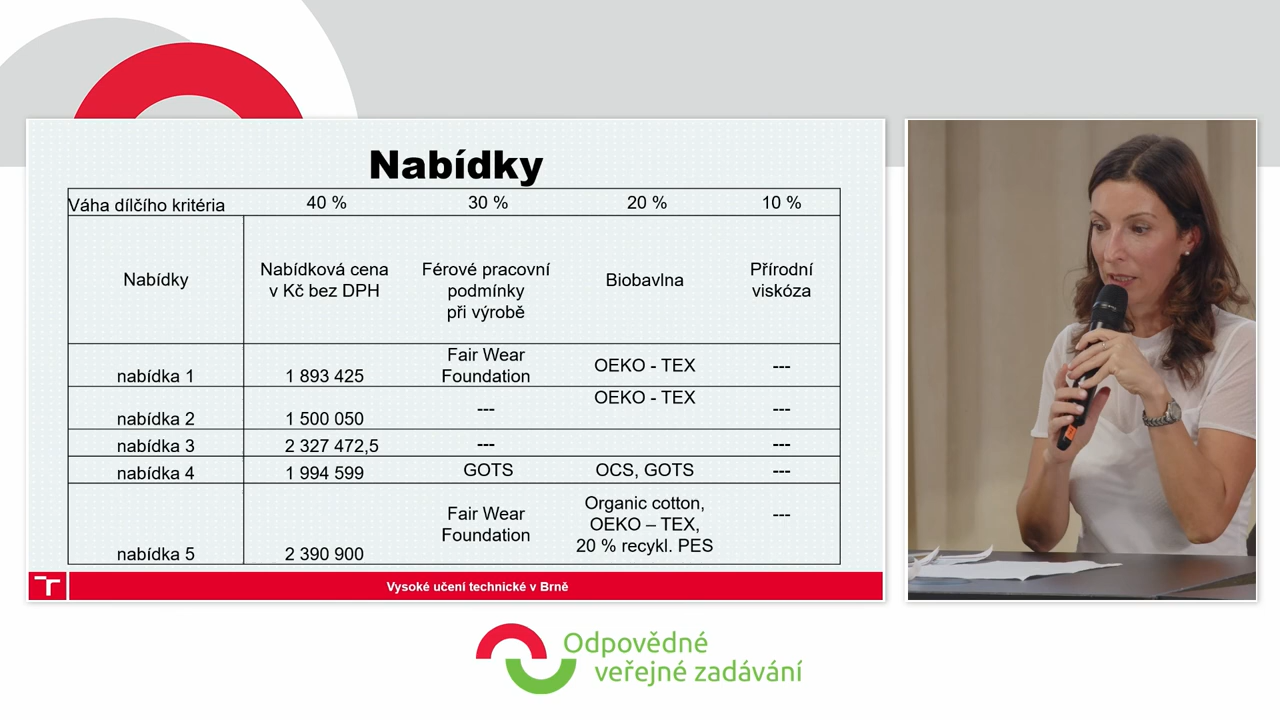 Nabídky
Váha dílčího kritéria 40 % 30 % 20 % 10 %
Nabídky
Nabídková cena
v Kč bez DPH
Férové pracovní
podmínky
při výrobě
Biobavlna
Přírodní
viskóza
nabídka 1 1 893 425
Fair Wear
Foundation
OEKO - TEX
---
nabídka 2 1 500 050 --- OEKO - TEX ---
nabídka 3 2 327 472,5 --- ---
nabídka 4 1 994 599 GOTS OCS, GOTS ---
nabídka 5 2 390 900
Fair Wear
Foundation
Organic cotton,
OEKO – TEX,
20 % recykl. PES
---
Vysoké učení technické v Brně
Odpovědné
veřejné zadávání